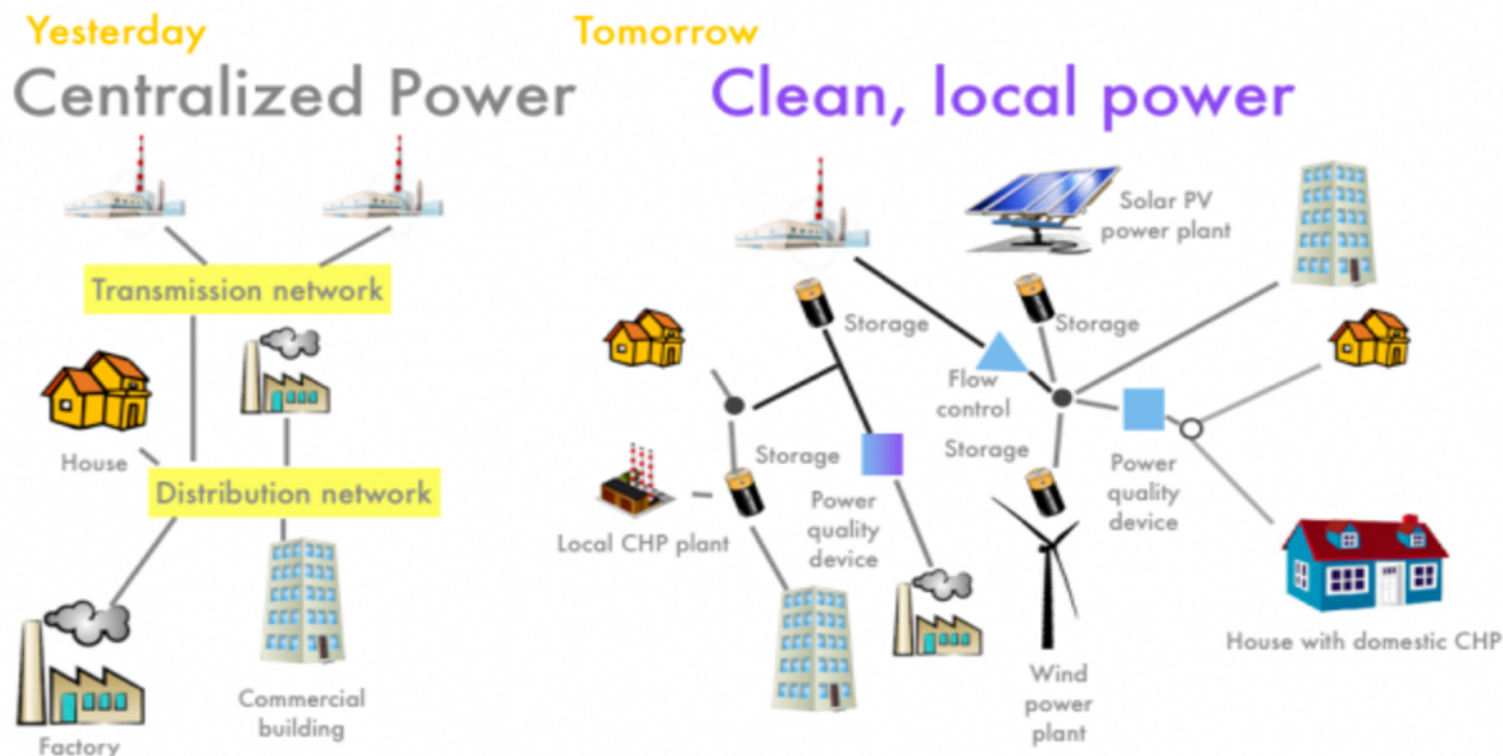 Yesterday
Centralized Power
Transmission network
House
Distribution network
Commercial
building
Factory
Tomorrow
Clean, local power
Solar PV
power plant
Storage
Storage
Flow
control
Storage
Storage
Power
quality
device
Power
quality
device
Local CHP plant
House with domestic CHP
Wind
power
plant